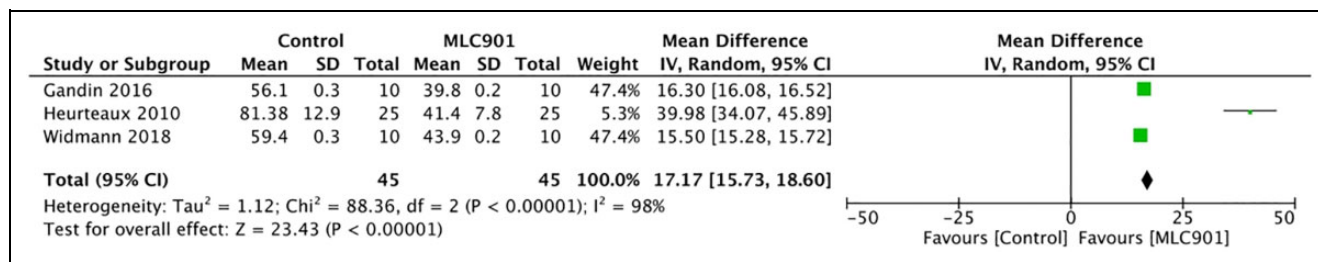 Control MLC901 Mean Difference Mean Difference
Study or Subgroup Mean SD Total Mean SD Total Weight IV, Random, 95% CI IV, Random, 95% CI
Gandin 2016 56.1 0.3 10 39.8 0.2 10 47.4% 16.30 [16.08, 16.52]
Heurteaux 2010 81.38 12.9 25 41.4 7.8 25 5.3% 39.98 [34.07, 45.89]
Widmann 2018 59.4 0.3 10 43.9 0.2 10 47.4% 15.50 [15.28, 15.72]
Total (95% CI) 45 45 100.0% 17.17 [15.73, 18.60]
Heterogeneity: Tau² = 1.12; Chi² = 88.36, df = 2 (P < 0.00001); I² = 98%
Test for overall effect: Z = 23.43 (P < 0.00001)
-50 -25 0 25 50
Favours [Control] Favours [MLC901]